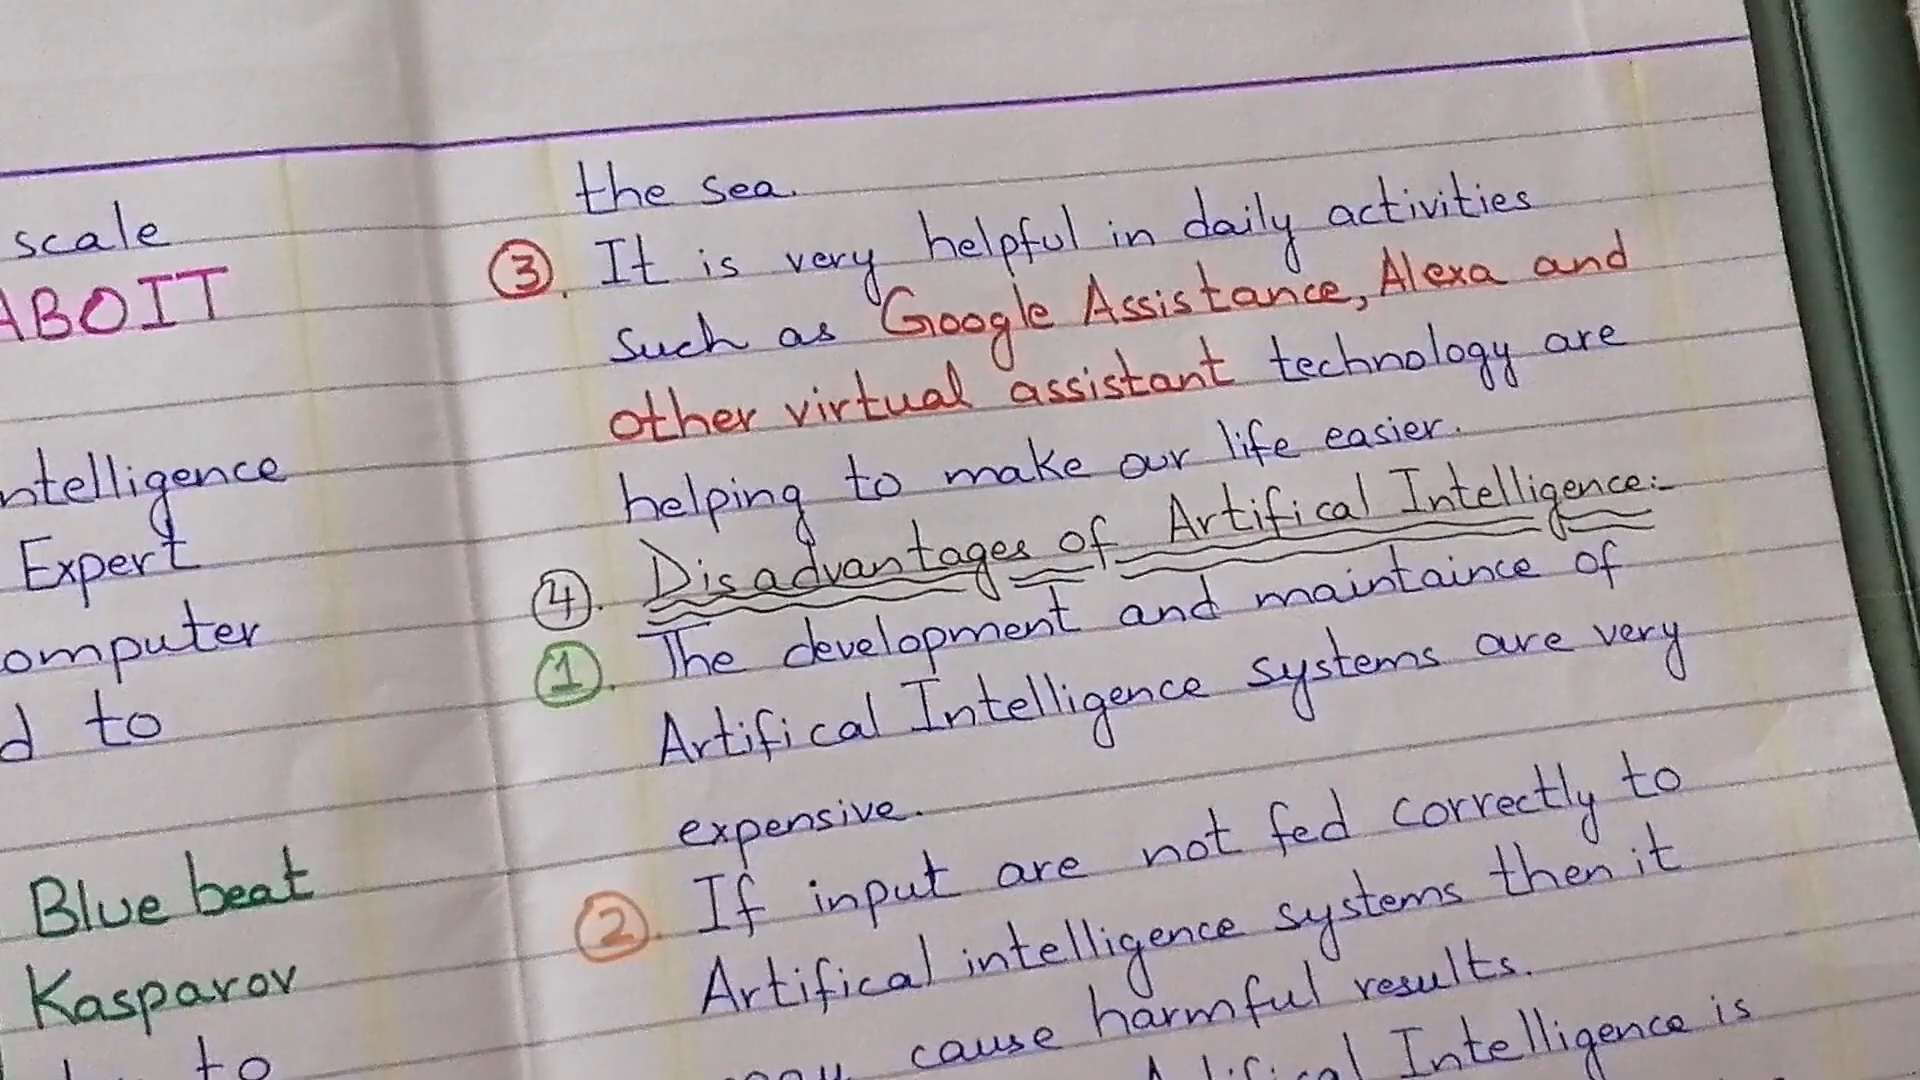 scale
ABOIT
ntelligence
Expert
omputer
d to
Blue beat
Kasparov
to
the sea.
3. It is very helpful in daily activities
such as Google Assistance, Alexa and
other virtual assistant technology are
helping to make our life easier.
4. Disadvantages of Artifical Intelligence:-
1. The development and maintaince of
Artifical Intelligence systems are very
expensive.
2. If input are not fed correctly to
Artifical intelligence systems then it
may cause harmful results.
Artifical Intelligence is